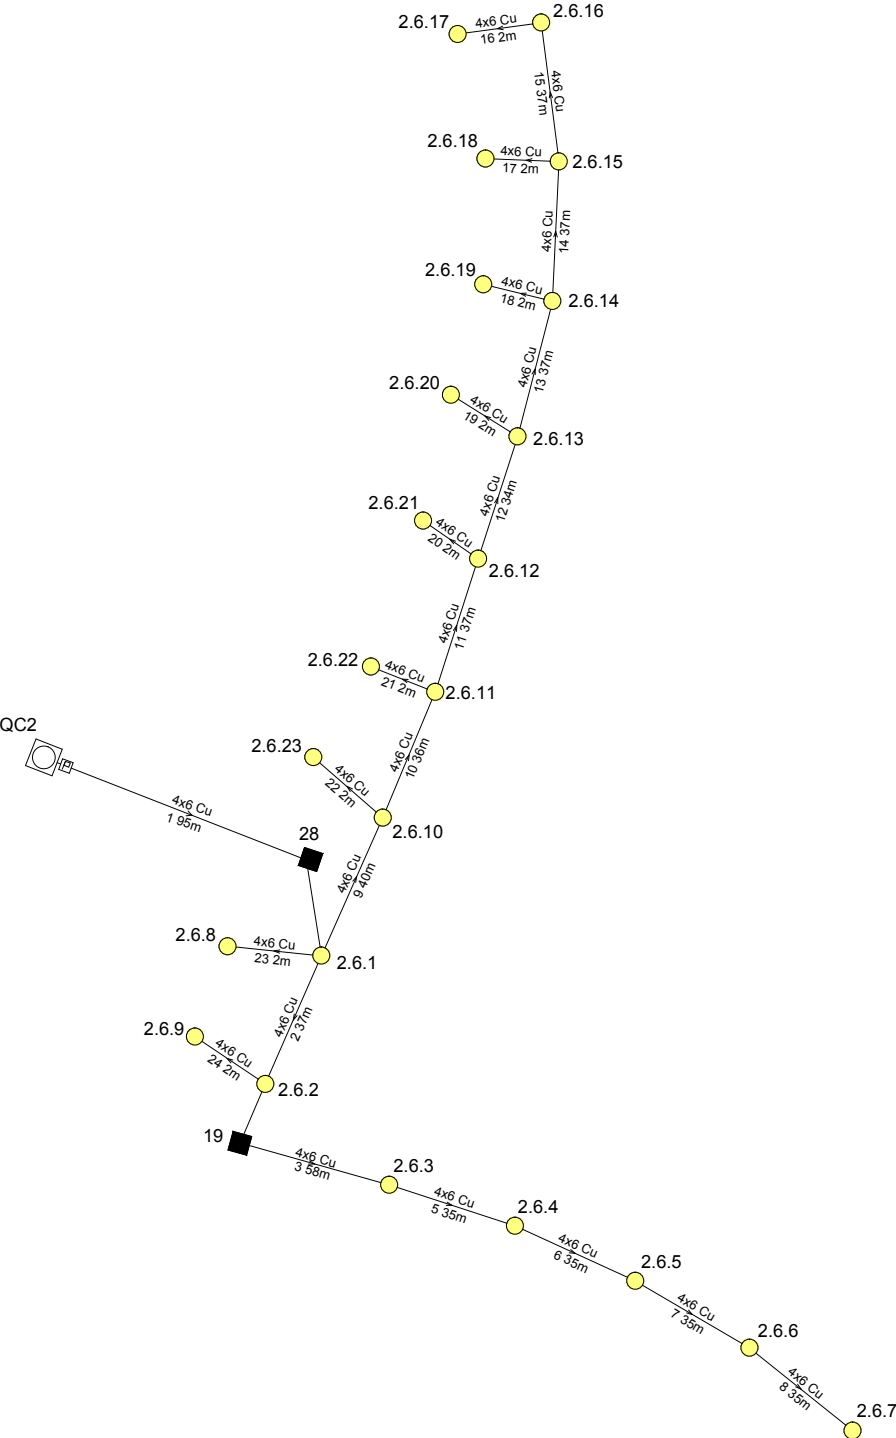 2.6.17
4x6 Cu
16 2m
2.6.16
4x6 Cu
15 37m
2.6.18
4x6 Cu
17 2m
2.6.15
4x6 Cu
14 37m
2.6.19
4x6 Cu
18 2m
2.6.14
4x6 Cu
13 37m
2.6.20
4x6 Cu
19 2m
2.6.13
4x6 Cu
12 34m
2.6.21
4x6 Cu
20 2m
2.6.12
4x6 Cu
11 37m
2.6.22
4x6 Cu
21 2m
2.6.11
4x6 Cu
10 36m
QC2
P
2.6.23
4x6 Cu
22 2m
2.6.10
4x6 Cu
1 95m
28
4x6 Cu
9 40m
2.6.8
4x6 Cu
23 2m
2.6.1
4x6 Cu
2 37m
2.6.9
4x6 Cu
24 2m
2.6.2
19
4x6 Cu
3 58m
2.6.3
4x6 Cu
5 35m
2.6.4
4x6 Cu
6 35m
2.6.5
4x6 Cu
7 35m
2.6.6
4x6 Cu
8 35m
2.6.7